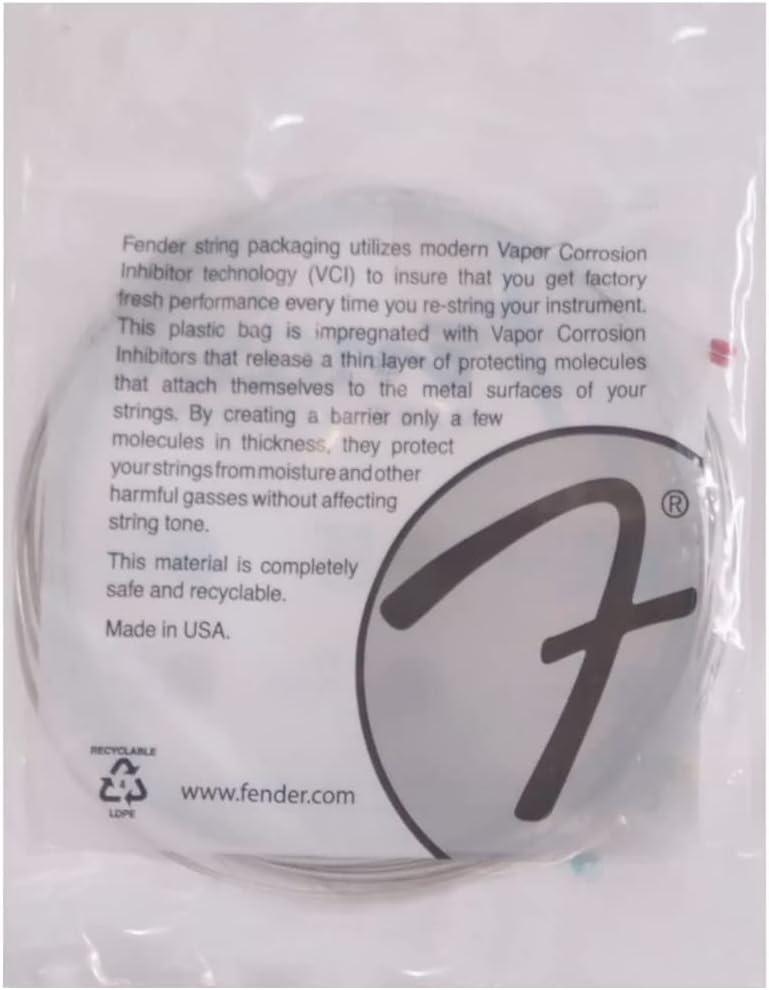 Fender string packaging utilizes modern Vapor Corrosion
Inhibitor technology (VCI) to insure that you get factory
fresh performance every time you re-string your instrument.
This plastic bag is impregnated with Vapor Corrosion
Inhibitors that release a thin layer of protecting molecules
that attach themselves to the metal surfaces of your
strings. By creating a barrier only a few
molecules in thickness, they protect
your strings from moisture and other
harmful gasses without affecting
string tone.
This material is completely
safe and recyclable.
Made in USA.
RECYCLABLE
4
LDPE
www.fender.com
F
®